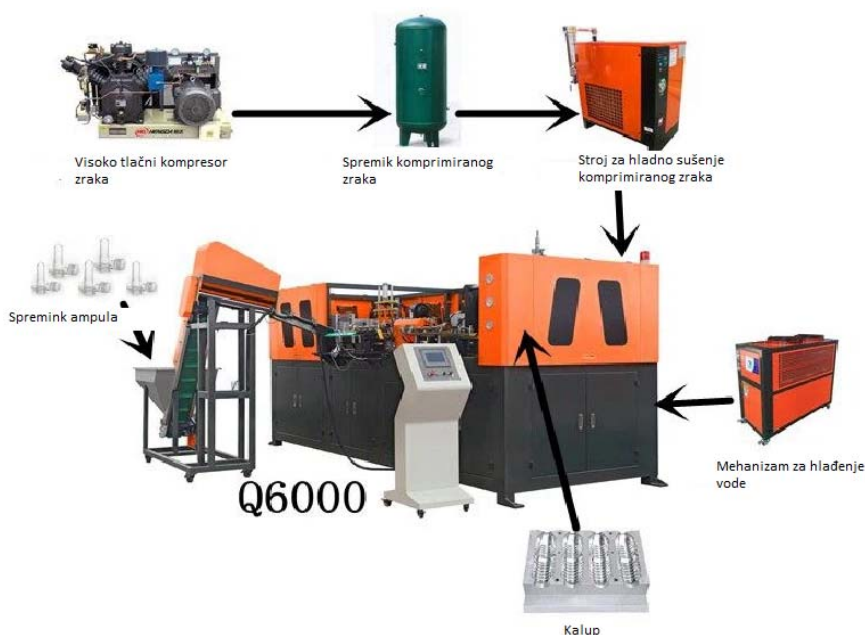 HENGDA
Visoko tlačni kompresor
zraka
Spremik komprimiranog
zraka
Stroj za hladno sušenje
komprimiranog zraka
Spremink ampula
Q6000
Mehanizam za hlađenje
vode
Kalup